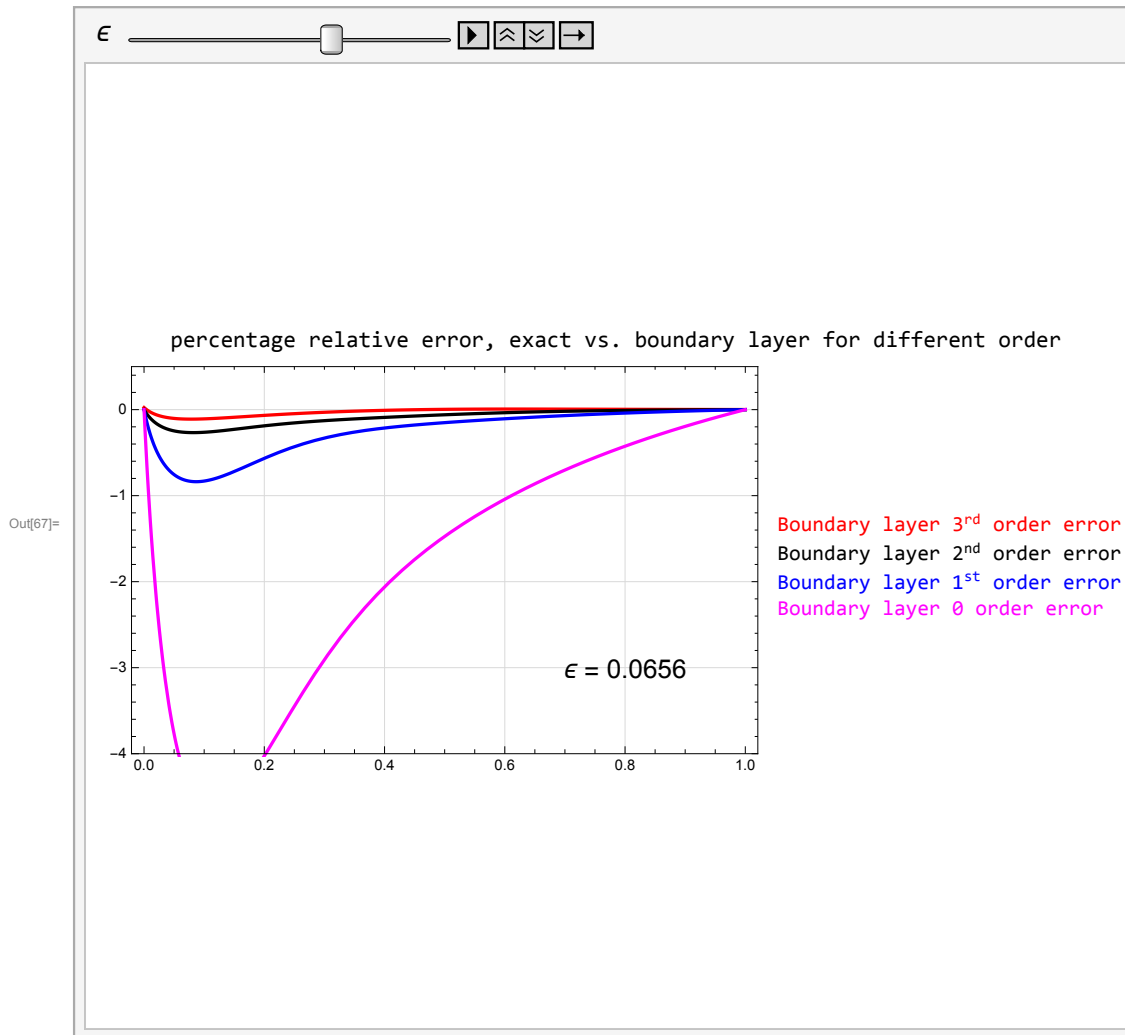 ϵ
percentage relative error, exact vs. boundary layer for different order
0
−1
−2
−3
−4
0.0 0.2 0.4 0.6 0.8 1.0
ϵ = 0.0656
Out[67]=
Boundary layer 3rd order error
Boundary layer 2nd order error
Boundary layer 1st order error
Boundary layer 0 order error